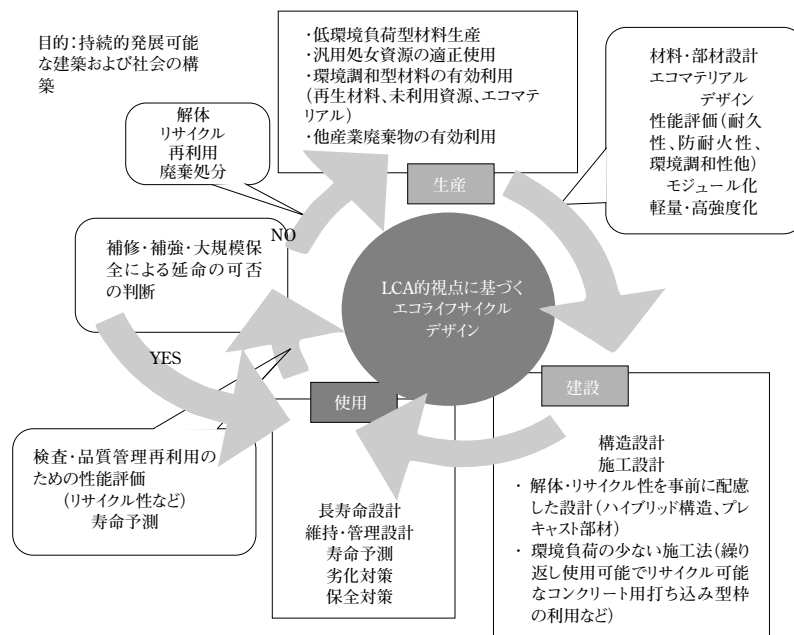 目的:持続的発展可能
な建築および社会の構
築
・低環境負荷型材料生産
・汎用処女資源の適正使用
・環境調和型材料の有効利用
(再生材料、未利用資源、エコマテ
リアル)
・他産業廃棄物の有効利用
生産
材料・部材設計
エコマテリアル
デザイン
性能評価(耐久
性、防耐火性、
環境調和性他)
モジュール化
軽量・高強度化
解体
リサイクル
再利用
廃棄処分
NO
補修・補強・大規模保
全による延命の可否
の判断
YES
LCA的視点に基づく
エコライフサイクル
デザイン
建設
構造設計
施工設計
・ 解体・リサイクル性を事前に配慮
した設計(ハイブリッド構造、プレ
キャスト部材)
・ 環境負荷の少ない施工法(繰り
返し使用可能でリサイクル可能
なコンクリート用打ち込み型枠
の利用など)
使用
長寿命設計
維持・管理設計
寿命予測
劣化対策
保全対策
検査・品質管理再利用の
ための性能評価
(リサイクル性など)
寿命予測